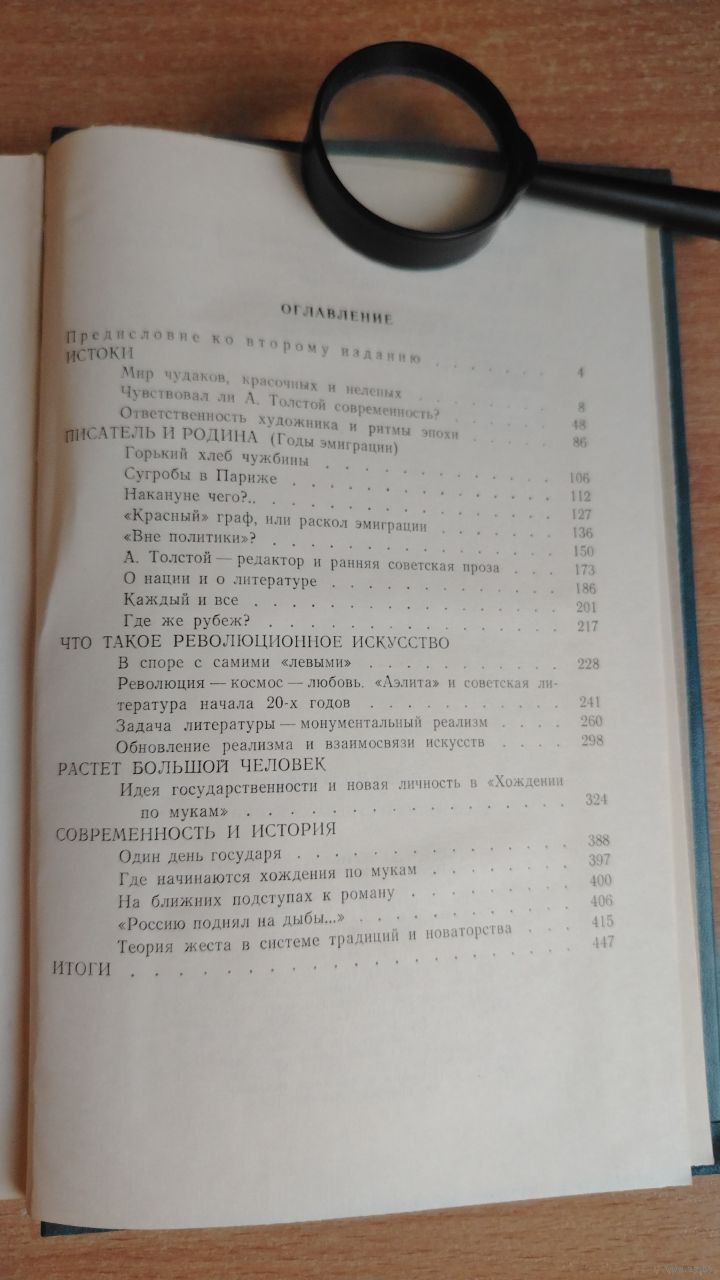 ОГЛАВЛЕНИЕ
Предисловие ко второму изданию . . . . . . . 4
ИСТОКИ
Мир чудаков, красочных и нелепых . . . . . . . 8
Чувствовал ли А. Толстой современность? . . . . . 48
Ответственность художника и ритмы эпохи . . . . . 86
ПИСАТЕЛЬ И РОДИНА (Годы эмиграции)
Горький хлеб чужбины . . . . . . . . . . 106
Сугробы в Париже . . . . . . . . . . . 112
Накануне чего?.. . . . . . . . . . . . 127
«Красный» граф, или раскол эмиграции . . . . . . 136
«Вне политики»? . . . . . . . . . . . . 150
А. Толстой — редактор и ранняя советская проза . . . 173
О нации и о литературе . . . . . . . . . . 186
Каждый и все . . . . . . . . . . . . . 201
Где же рубеж? . . . . . . . . . . . . 217
ЧТО ТАКОЕ РЕВОЛЮЦИОННОЕ ИСКУССТВО
В споре с самими «левыми» . . . . . . . . . 228
Революция — космос — любовь. «Аэлита» и советская ли-
тература начала 20-х годов . . . . . . . . . 241
Задача литературы — монументальный реализм . . . . 260
Обновление реализма и взаимосвязи искусств . . . . 298
РАСТЕТ БОЛЬШОЙ ЧЕЛОВЕК
Идея государственности и новая личность в «Хождении
по мукам» . . . . . . . . . . . . . . 324
СОВРЕМЕННОСТЬ И ИСТОРИЯ
Один день государя . . . . . . . . . . . 388
Где начинаются хождения по мукам . . . . . . . 397
На ближних подступах к роману . . . . . . . . 400
«Россию поднял на дыбы...» . . . . . . . . . 406
Теория жеста в системе традиций и новаторства . . . 415
ИТОГИ . . . . . . . . . . . . . . . . . 447